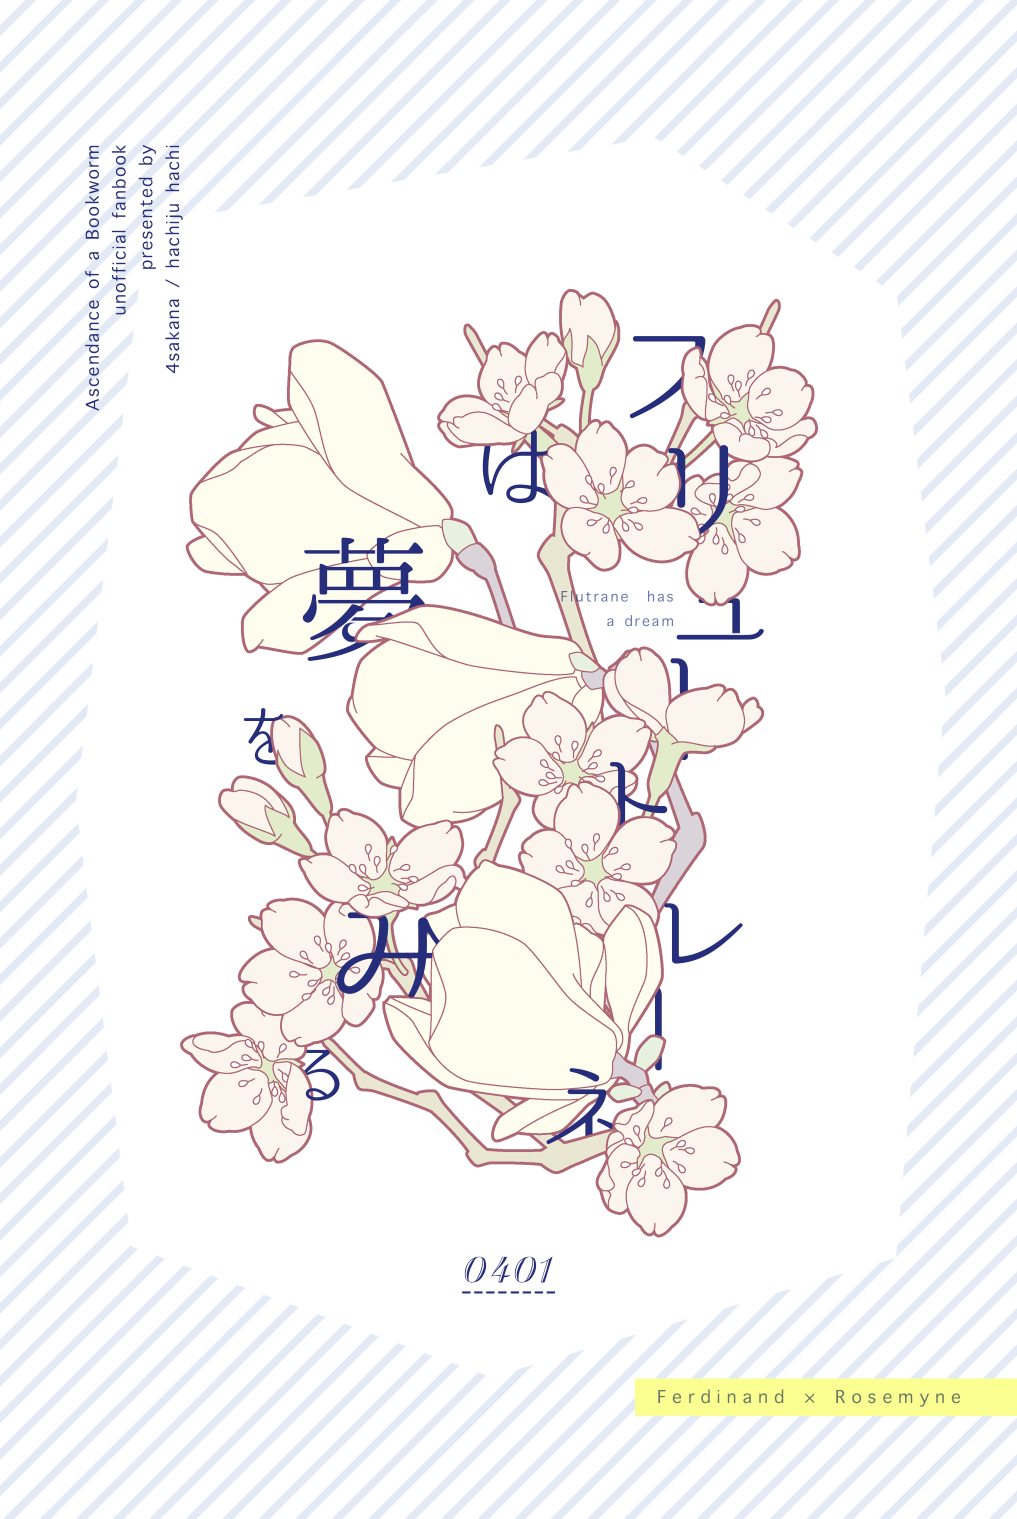 Ascendance of a Bookworm
unofficial fanbook
presented by
4sakana / hachiju hachi
フリュートレーネ
は
夢を
みる
Flutrane has
a dream
0401
Ferdinand × Rosemyne